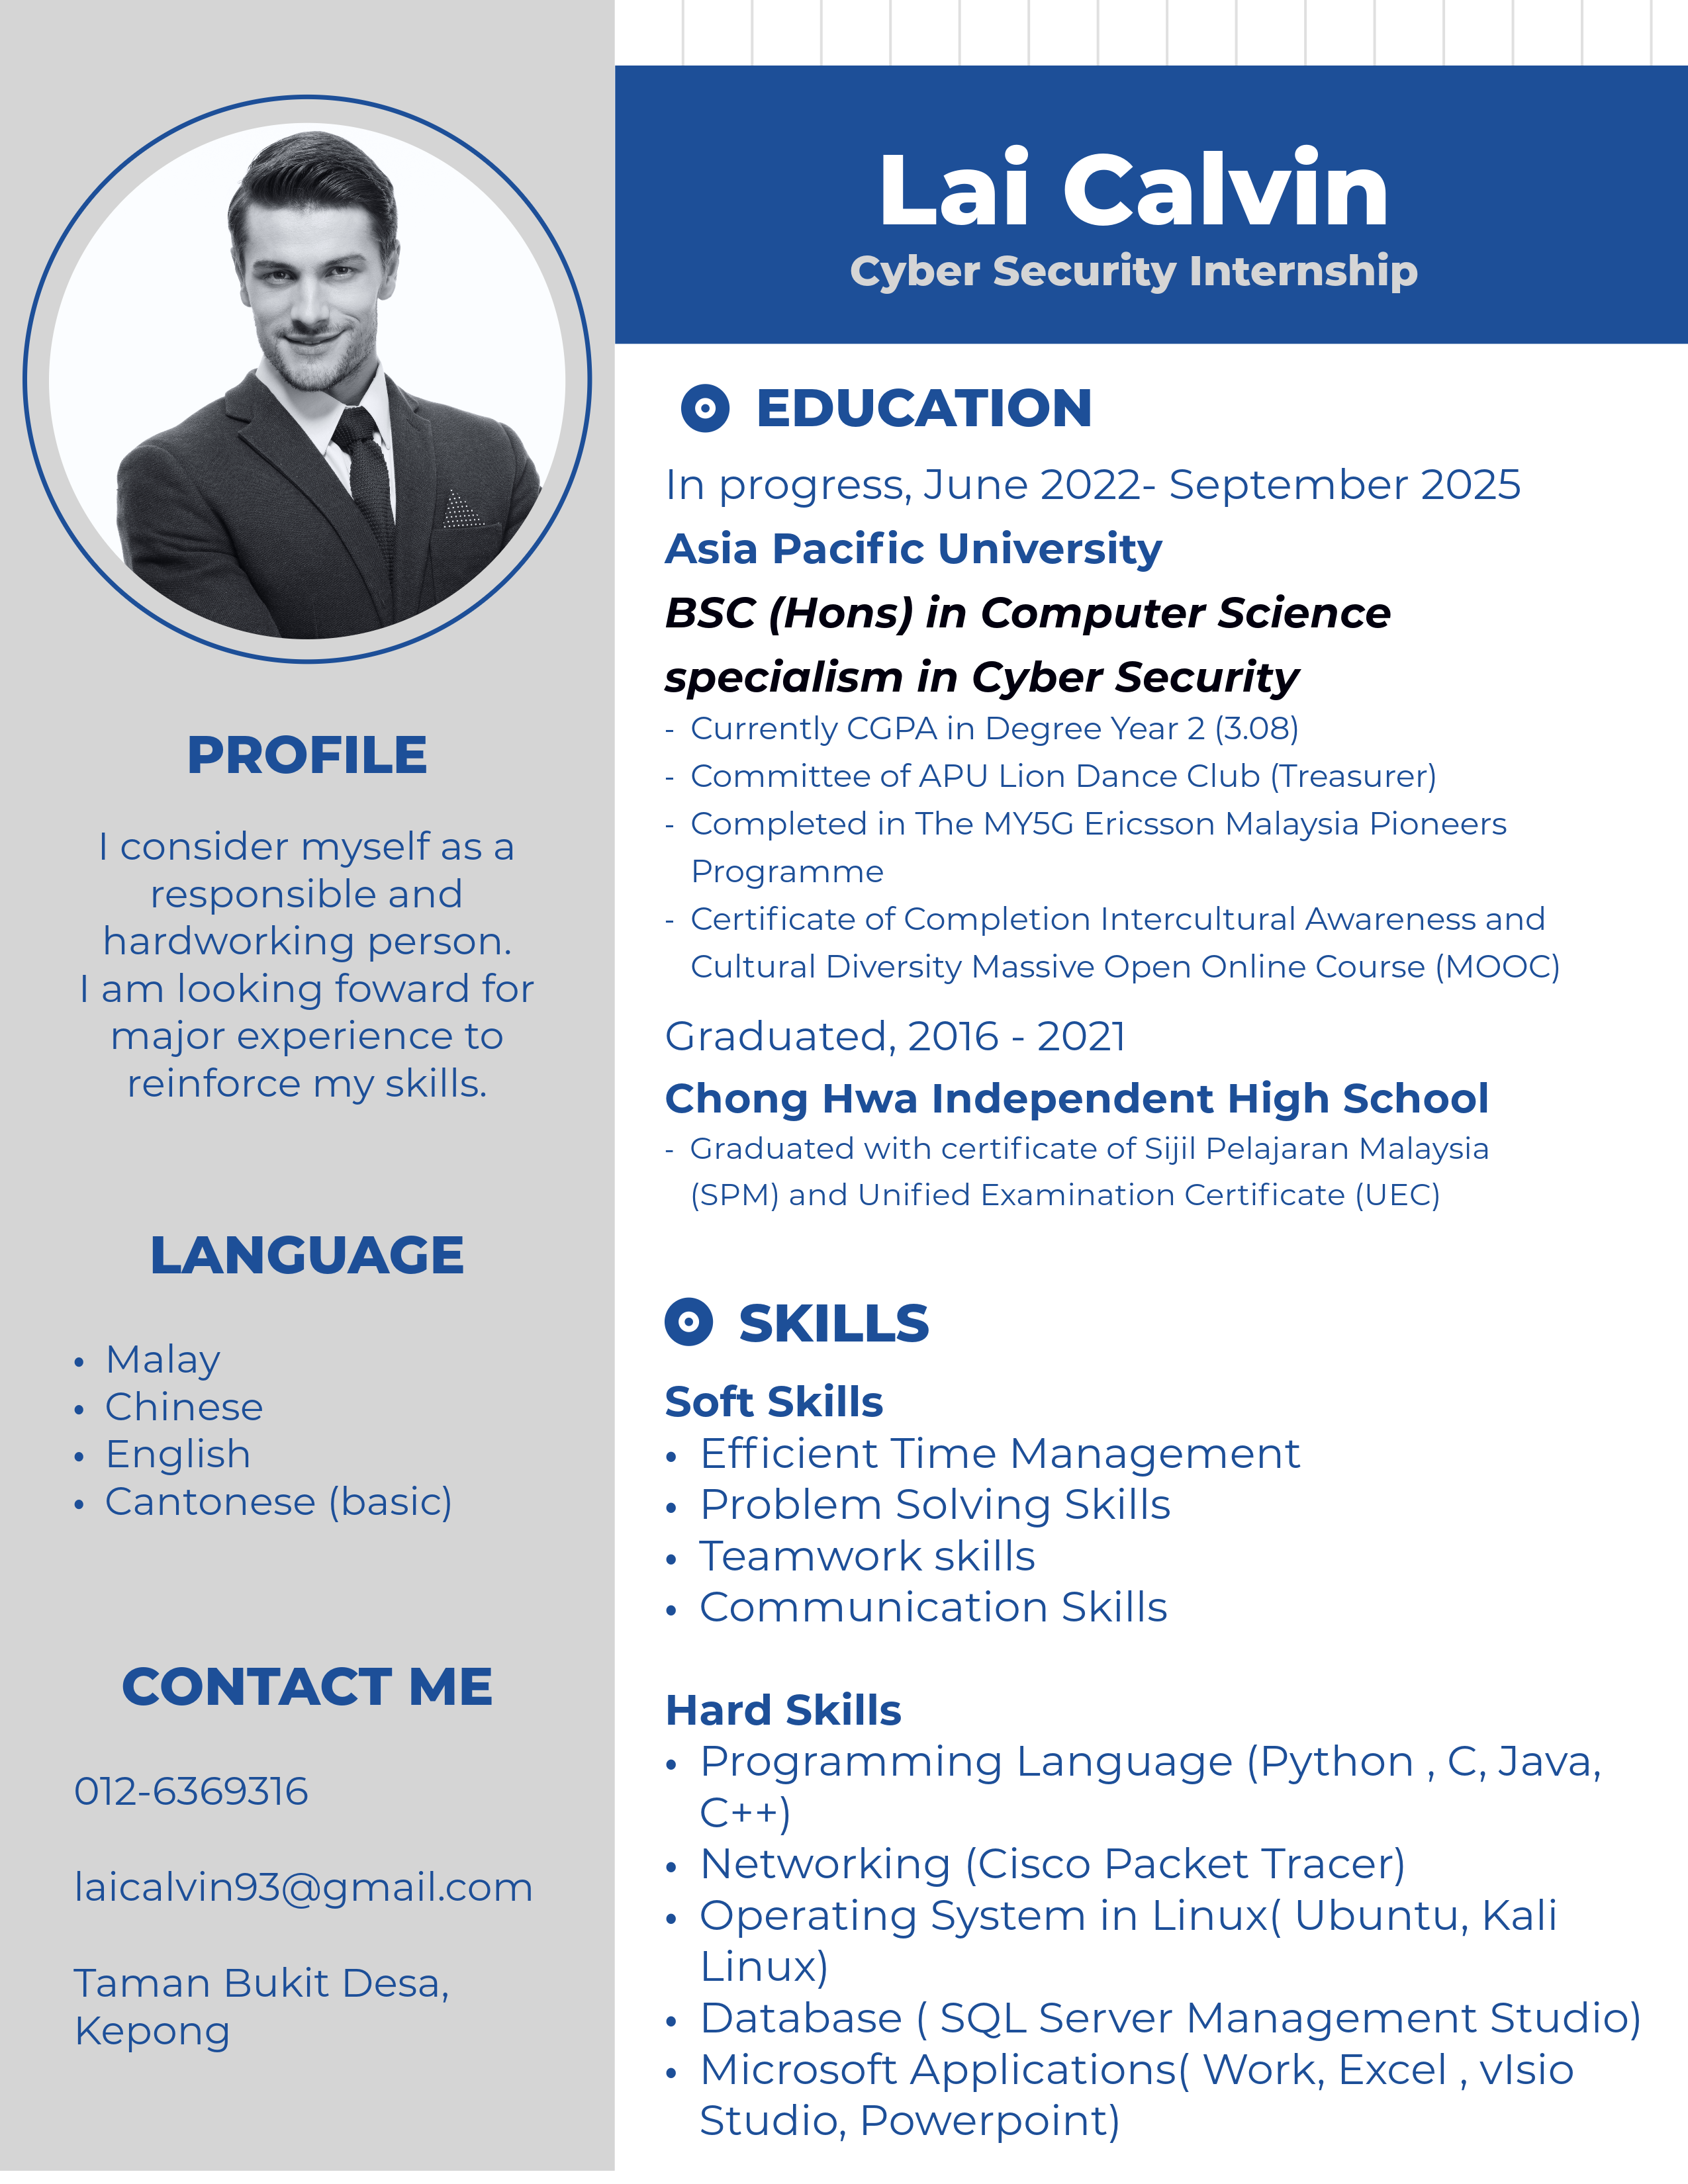 Lai Calvin
Cyber Security Internship
PROFILE
I consider myself as a
responsible and
hardworking person.
I am looking foward for
major experience to
reinforce my skills.
LANGUAGE
• Malay
• Chinese
• English
• Cantonese (basic)
CONTACT ME
012-6369316
laicalvin93@gmail.com
Taman Bukit Desa,
Kepong
EDUCATION
In progress, June 2022- September 2025
Asia Pacific University
BSC (Hons) in Computer Science
specialism in Cyber Security
- Currently CGPA in Degree Year 2 (3.08)
- Committee of APU Lion Dance Club (Treasurer)
- Completed in The MY5G Ericsson Malaysia Pioneers
Programme
- Certificate of Completion Intercultural Awareness and
Cultural Diversity Massive Open Online Course (MOOC)
Graduated, 2016 - 2021
Chong Hwa Independent High School
- Graduated with certificate of Sijil Pelajaran Malaysia
(SPM) and Unified Examination Certificate (UEC)
SKILLS
Soft Skills
• Efficient Time Management
• Problem Solving Skills
• Teamwork skills
• Communication Skills
Hard Skills
• Programming Language (Python , C, Java,
C++)
• Networking (Cisco Packet Tracer)
• Operating System in Linux( Ubuntu, Kali
Linux)
• Database ( SQL Server Management Studio)
• Microsoft Applications( Work, Excel , vIsio
Studio, Powerpoint)